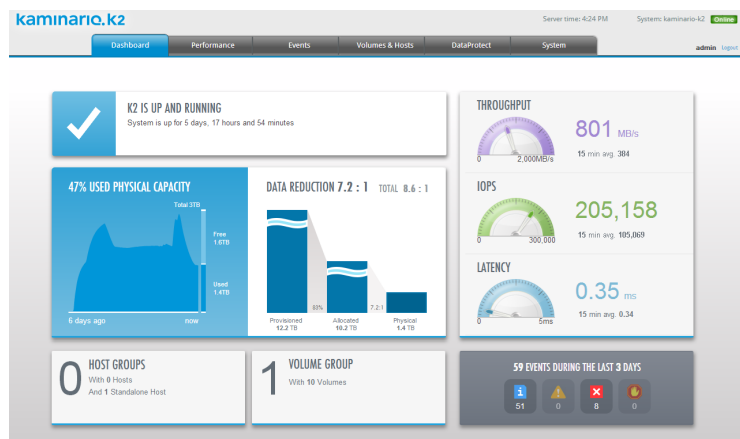 kaminario.k2
Server time: 4:24 PM
System: kaminario-k2
Online
Dashboard
Performance
Events
Volumes & Hosts
DataProtect
System
admin
Logout
K2 IS UP AND RUNNING
System is up for 5 days, 17 hours and 54 minutes
47% USED PHYSICAL CAPACITY
Total 3TB
Free
1.6TB
Used
1.4TB
6 days ago
now
DATA REDUCTION 7.2 : 1 TOTAL 8.6 : 1
7.2:1
Provisioned
12.2 TB
Allocated
10.2 TB
Physical
1.4 TB
THROUGHPUT
0
2,000MB/s
801 MB/s
15 min avg. 384
IOPS
0
300,000
205,158
15 min avg. 105,069
LATENCY
0
5ms
0.35 ms
15 min avg. 0.34
0
HOST GROUPS
With 0 Hosts
And 1 Standalone Host
1
VOLUME GROUP
With 10 Volumes
59 EVENTS DURING THE LAST 3 DAYS
51
0
8
0